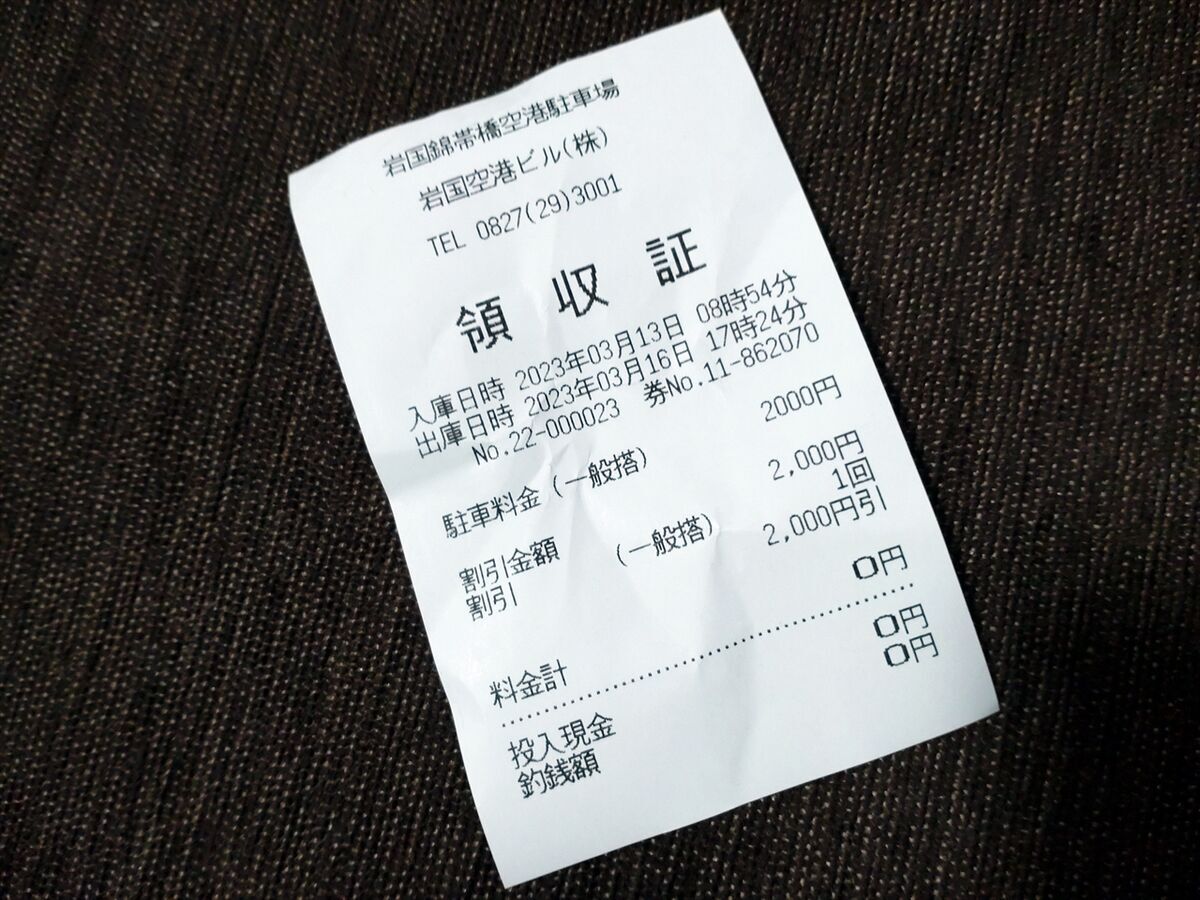 岩国錦帯橋空港駐車場
岩国空港ビル(株)
TEL 0827(29)3001
領 収 証
入庫日時 2023年03月13日 08時54分
出庫日時 2023年03月16日 17時24分
No.22-000023 券No.11-862070
駐車料金(一般搭) 2000円
割引金額 2,000円
割引 (一般搭) 1回
2,000円引
料金計 0円
投入現金 0円
釣銭額 0円